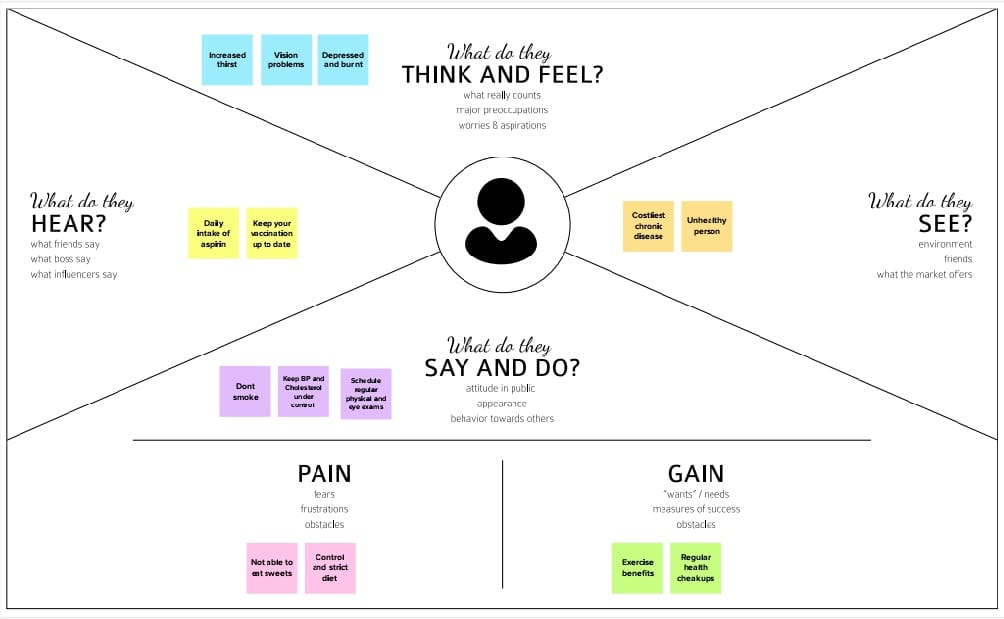 Increased
thirst
Vision
problems
Depressed
and burnt
What do they
THINK AND FEEL?
what really counts
major preoccupations
worries & aspirations
What do they
HEAR?
what friends say
what boss say
what influencers say
Daily
intake of
aspirin
Keep your
vaccination
up to date
Costliest
chronic
disease
Unhealthy
person
What do they
SEE?
environment
friends
what the market offers
What do they
SAY AND DO?
attitude in public
appearance
behavior towards others
Dont
smoke
Keep BP and
Cholesterol
under
control
Schedule
regular
physical and
eye exams
PAIN
fears
frustrations
obstacles
Not able to
eat sweets
Control
and strict
diet
GAIN
"wants" / needs
measures of success
obstacles
Exercise
benefits
Regular
health
cheakups